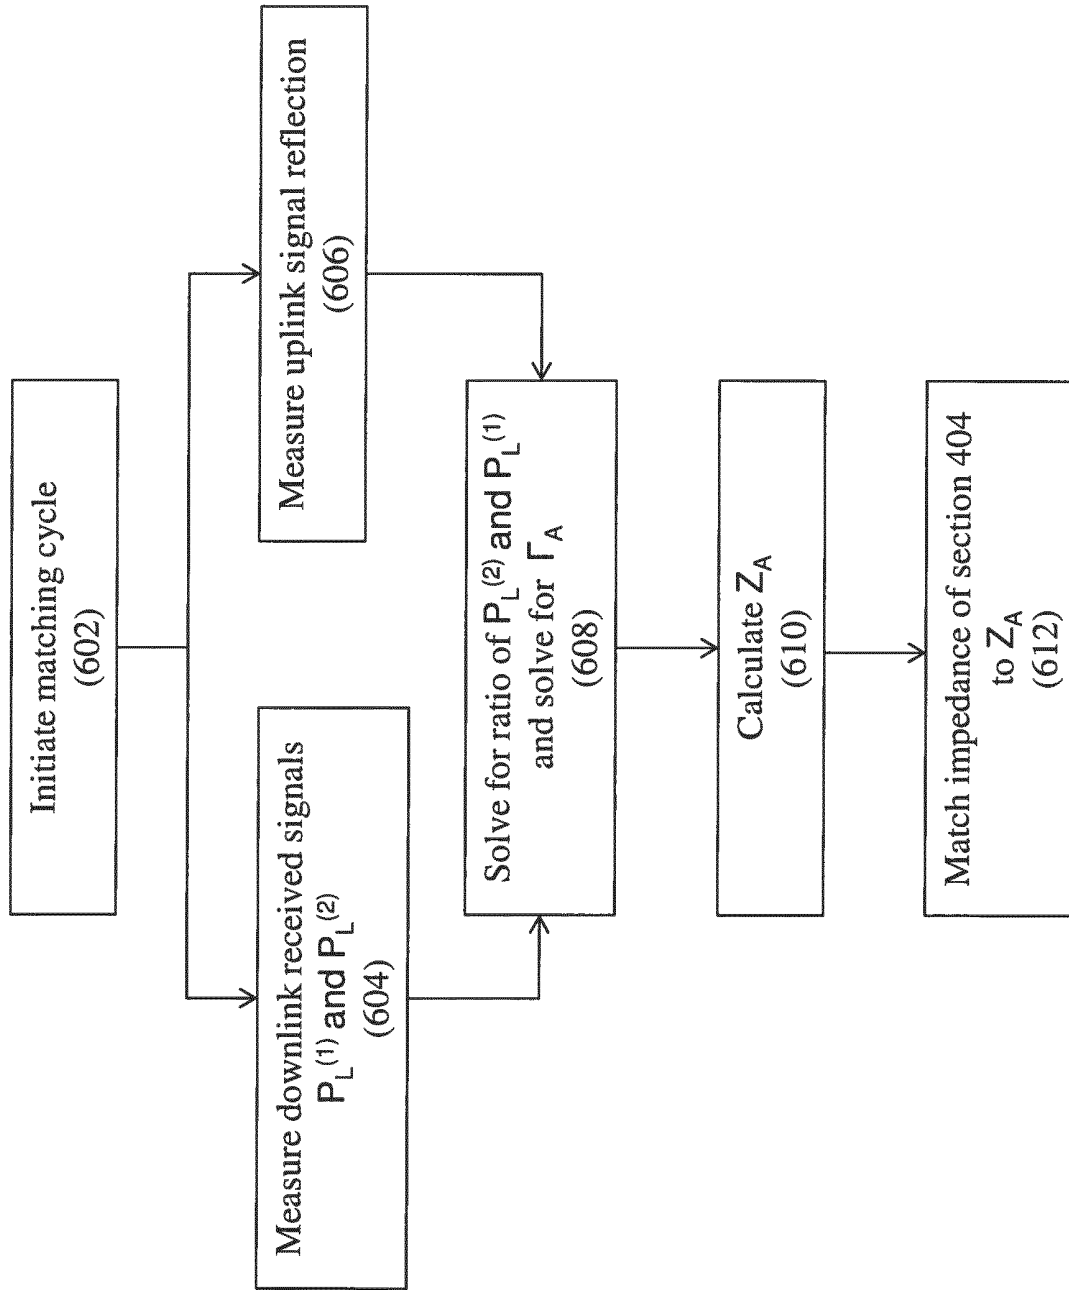 Initiate matching cycle
(602)
Measure downlink received signals
P_L^(1) and P_L^(2)
(604)
Measure uplink signal reflection
(606)
Solve for ratio of P_L^(2) and P_L^(1)
and solve for Γ_A
(608)
Calculate Z_A
(610)
Match impedance of section 404
to Z_A
(612)